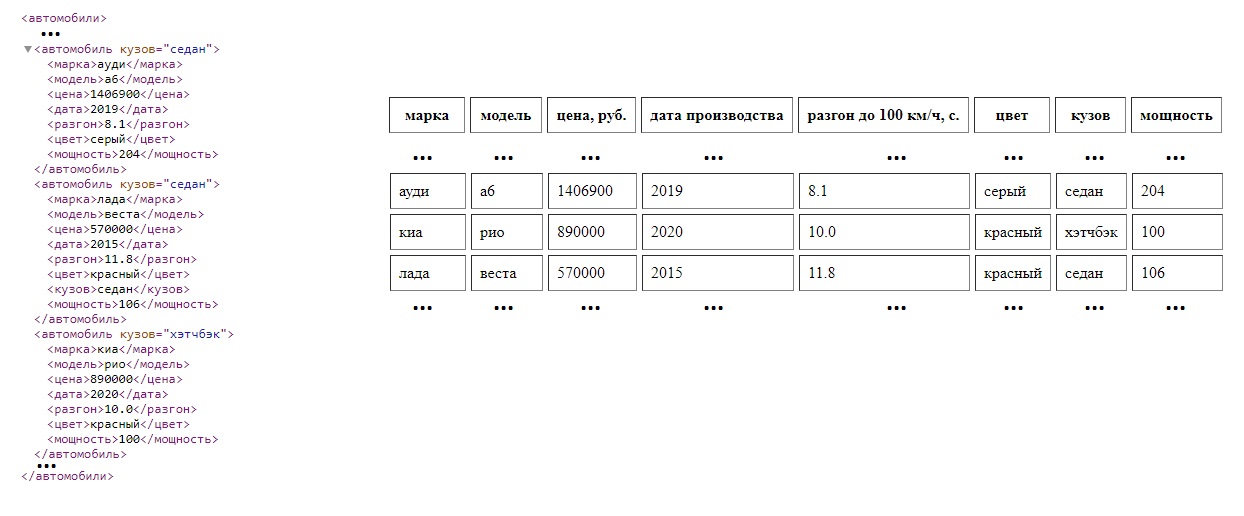 <автомобили>
•••
▼<автомобиль кузов="седан">
<марка>ауди</марка>
<модель>а6</модель>
<цена>1406900</цена>
<дата>2019</дата>
<разгон>8.1</разгон>
<цвет>серый</цвет>
<мощность>204</мощность>
</автомобиль>
<автомобиль кузов="седан">
<марка>лада</марка>
<модель>веста</модель>
<цена>570000</цена>
<дата>2015</дата>
<разгон>11.8</разгон>
<цвет>красный</цвет>
<кузов>седан</кузов>
<мощность>106</мощность>
</автомобиль>
<автомобиль кузов="хэтчбэк">
<марка>киа</марка>
<модель>рио</модель>
<цена>890000</цена>
<дата>2020</дата>
<разгон>10.0</разгон>
<цвет>красный</цвет>
<мощность>100</мощность>
</автомобиль>
•••
</автомобили>
марка модель цена, руб. дата производства разгон до 100 км/ч, с. цвет кузов мощность
••• ••• ••• ••• ••• ••• ••• •••
ауди а6 1406900 2019 8.1 серый седан 204
киа рио 890000 2020 10.0 красный хэтчбэк 100
лада веста 570000 2015 11.8 красный седан 106
••• ••• ••• ••• ••• ••• ••• •••